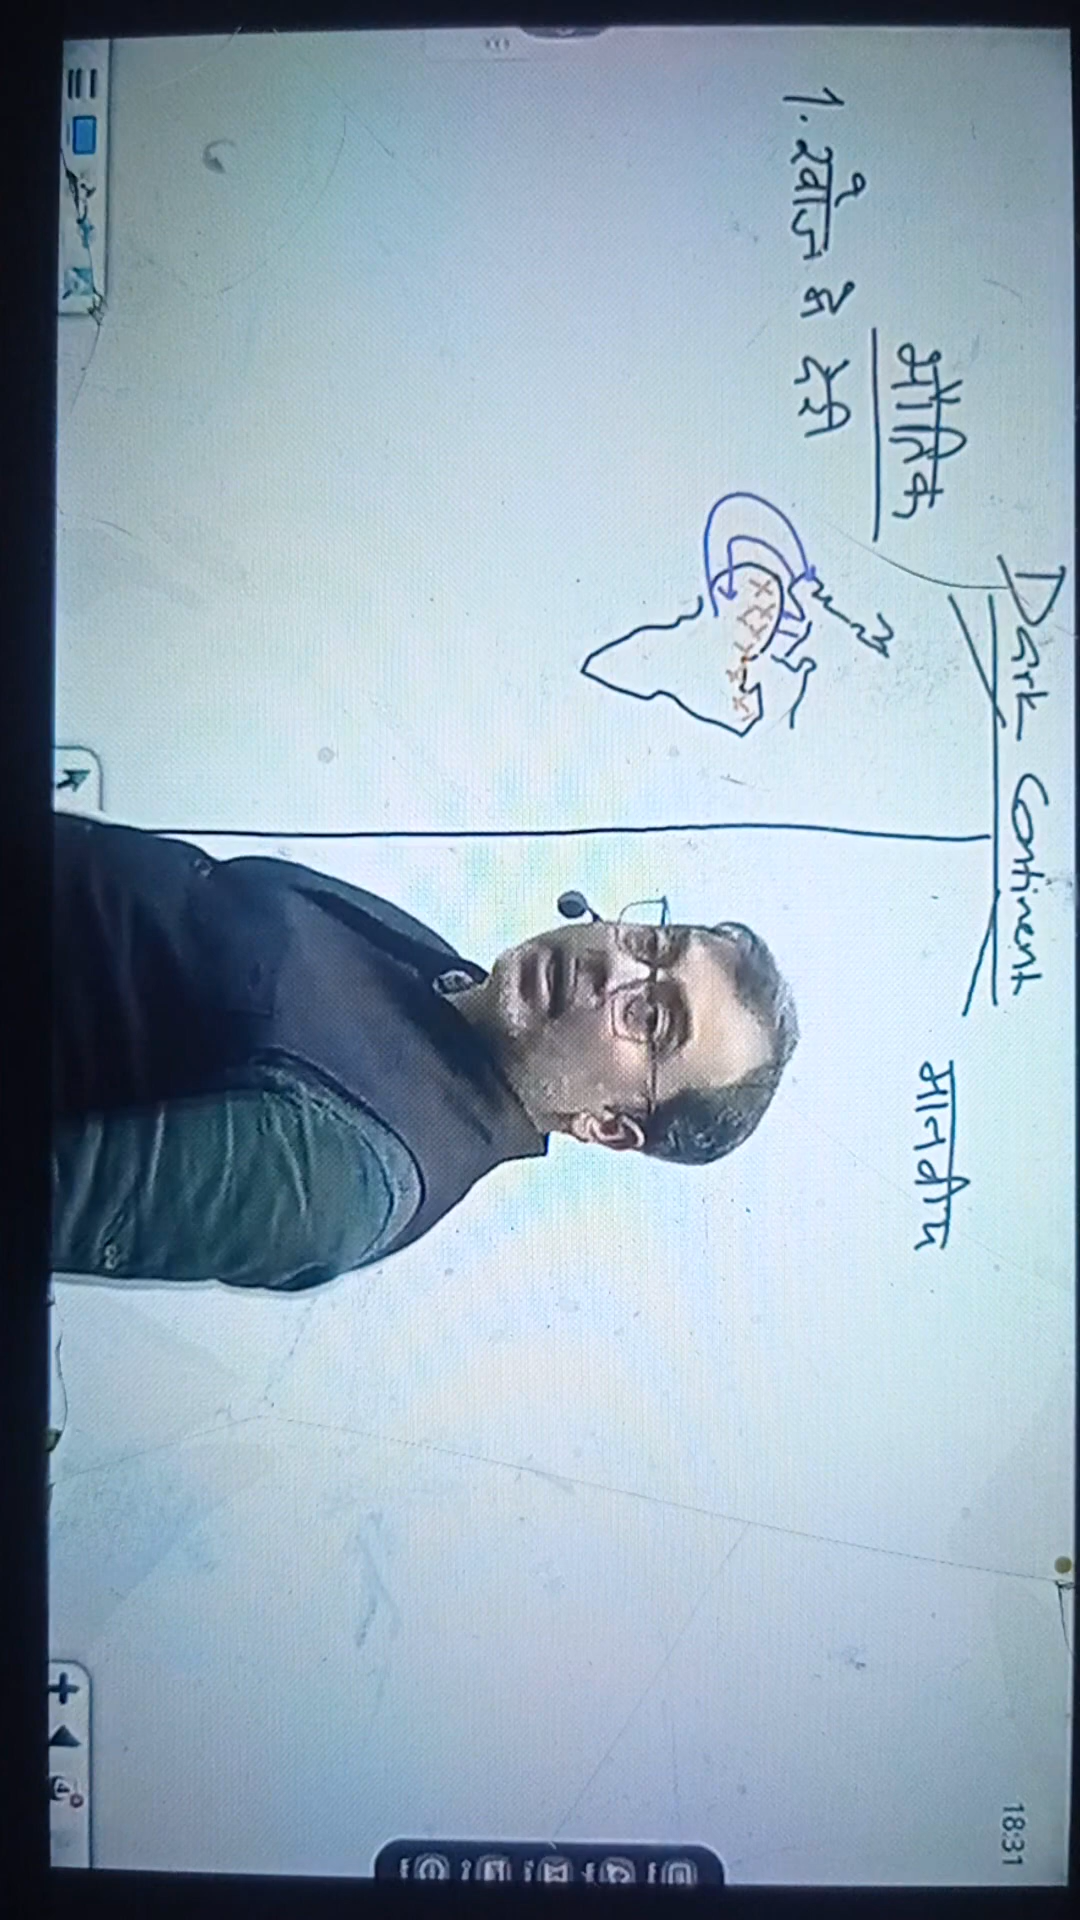 18:31
Dark Continent
भौतिक
मानवीय
1. खोज में देरी